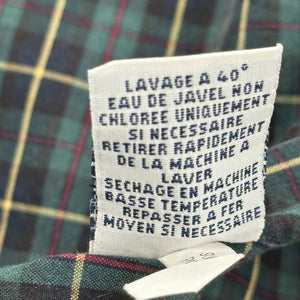 LAVAGE A 40°
EAU DE JAVEL NON
CHLOREE UNIQUEMENT
SI NECESSAIRE
RETIRER RAPIDEMENT
DE LA MACHINE A
LAVER
SECHAGE EN MACHINE
BASSE TEMPERATURE
REPASSER A FER
MOYEN SI NECESSAIRE